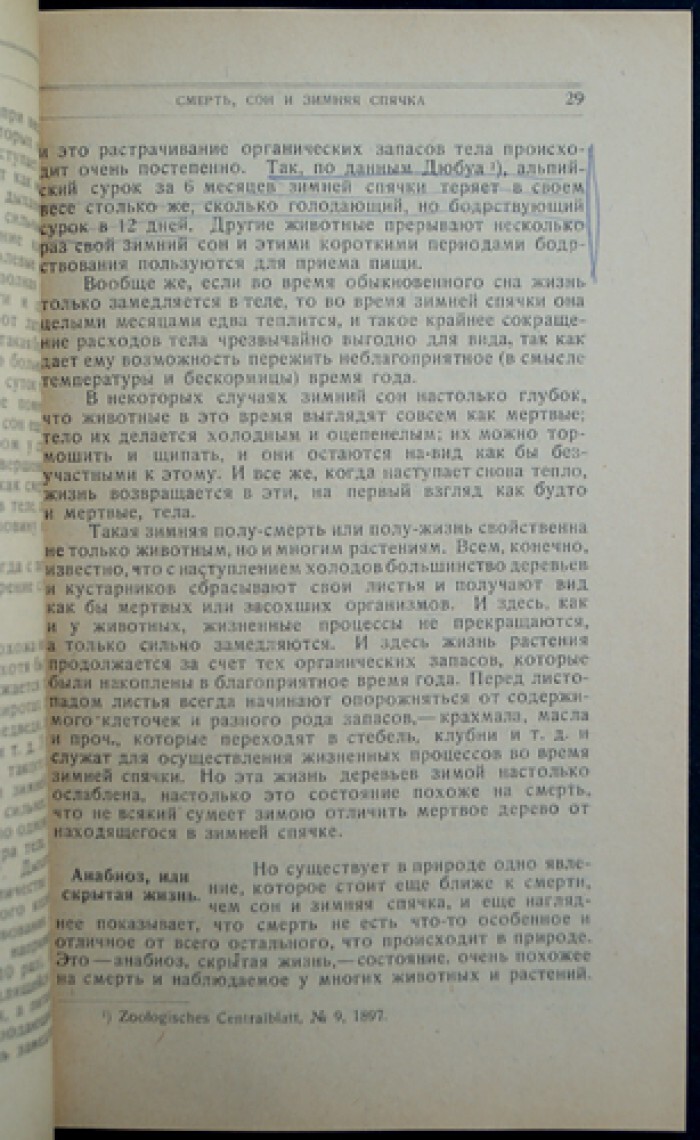 СМЕРТЬ, СОН И ЗИМНЯЯ СПЯЧКА 29
и это растрачивание органических запасов тела происхо-
дит очень постепенно. Так, по данным Дюбуа ¹), альпий-
ский сурок за 6 месяцев зимней спячки теряет в своем
весе столько же, сколько голодающий, но бодрствующий
сурок в 12 дней. Другие животные прерывают несколько
раз свой зимний сон и этими короткими периодами бодр-
ствования пользуются для приема пищи.
Вообще же, если во время обыкновенного сна жизнь
только замедляется в теле, то во время зимней спячки она
целыми месяцами едва теплится, и такое крайнее сокраще-
ние расходов тела чрезвычайно выгодно для вида, так как
дает ему возможность пережить неблагоприятное (в смысле
температуры и бескормицы) время года.
В некоторых случаях зимний сон настолько глубок,
что животные в это время выглядят совсем как мертвые;
тело их делается холодным и оцепенелым; их можно тор-
мошить и щипать, и они остаются на-вид как бы без-
участными к этому. И все же, когда наступает снова тепло,
жизнь возвращается в эти, на первый взгляд как будто
и мертвые, тела.
Такая зимняя полу-смерть или полу-жизнь свойственна
не только животным, но и многим растениям. Всем, конечно,
известно, что с наступлением холодов большинство деревьев
и кустарников сбрасывают свои листья и получают вид
как бы мертвых или засохших организмов. И здесь, как
и у животных, жизненные процессы не прекращаются,
а только сильно замедляются. И здесь жизнь растения
продолжается за счет тех органических запасов, которые
были накоплены в благоприятное время года. Перед листо-
падом листья всегда начинают опорожняться от содержи-
мого клеточек и разного рода запасов,— крахмала, масла
и проч., которые переходят в стебель, клубни и т. д. и
служат для осуществления жизненных процессов во время
зимней спячки. Но эта жизнь деревьев зимой настолько
ослаблена, настолько это состояние похоже на смерть,
что не всякий сумеет зимою отличить мертвое дерево от
находящегося в зимней спячке.
Анабиоз, или
скрытая жизнь.
Но существует в природе одно явле-
ние, которое стоит еще ближе к смерти,
чем сон и зимняя спячка, и еще нагляд-
нее показывает, что смерть не есть что-то особенное и
отличное от всего остального, что происходит в природе.
Это — анабиоз, скрытая жизнь,— состояние, очень похожее
на смерть и наблюдаемое у многих животных и растений.
¹) Zoologisches Centralblatt, № 9, 1897.